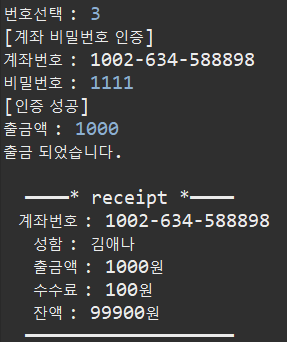 번호선택 : 3
[계좌 비밀번호 인증]
계좌번호 : 1002-634-588898
비밀번호 : 1111
[인증 성공]
출금액 : 1000
출금 되었습니다.
━━━━* receipt *━━━━
계좌번호 : 1002-634-588898
성함 : 김애나
출금액 : 1000원
수수료 : 100원
잔액 : 99900원
━━━━━━━━━━━━━━━━━━━